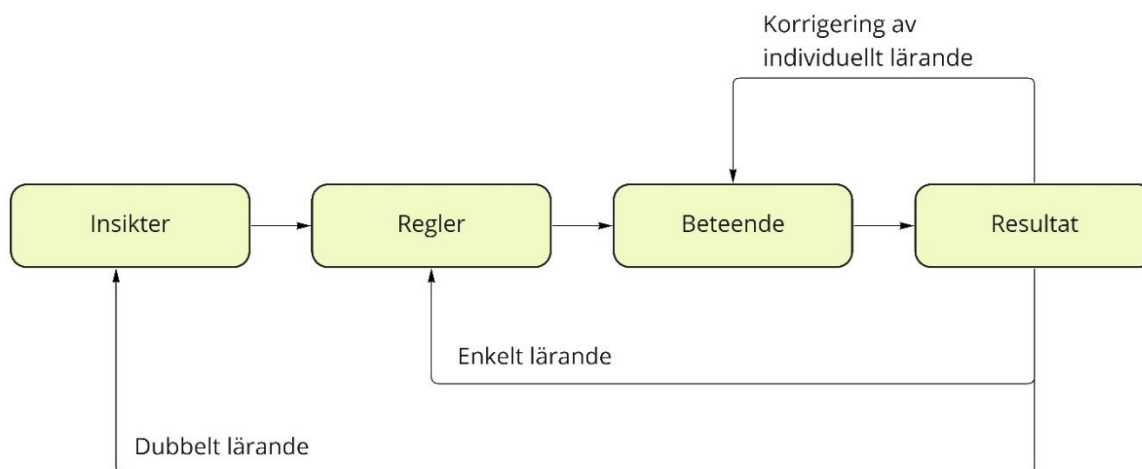 Korrigering av
individuellt lärande
Insikter
Regler
Beteende
Resultat
Enkelt lärande
Dubbelt lärande